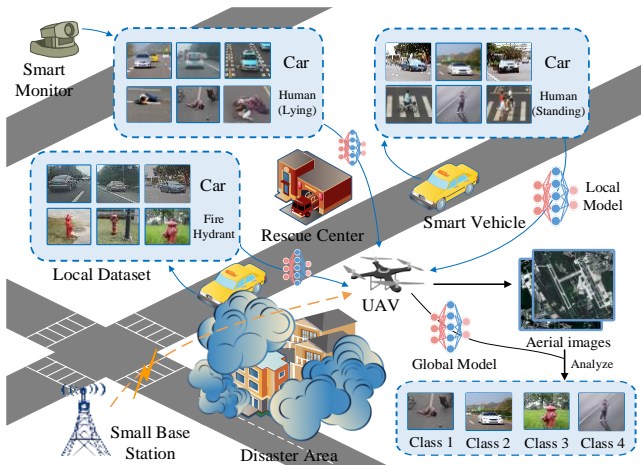 Smart
Monitor
Car
Human
(Lying)
Car
Human
(Standing)
Car
Fire
Hydrant
Local Dataset
Rescue Center
Smart Vehicle
Local
Model
UAV
Global Model
Aerial images
Analyze
Small Base
Station
Disaster Area
Class 1
Class 2
Class 3
Class 4